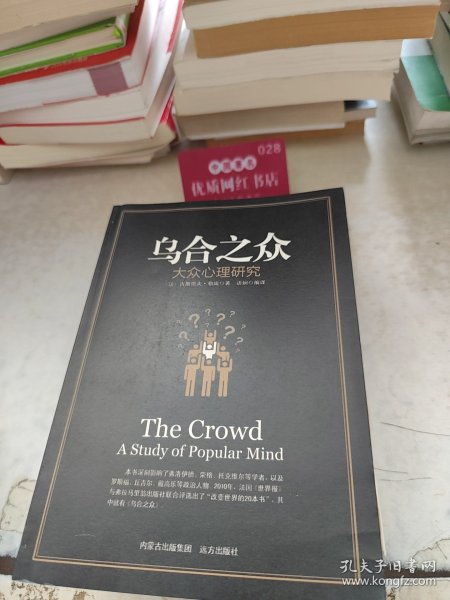 028
中国著名
优质网红书店
乌合之众
大众心理研究
The Crowd
A Study of Popular Mind
本书深刻影响了弗洛伊德、荣格、托克维尔等学者，以及
罗斯福、丘吉尔、戴高乐等政治人物。2010年，法国《世界报》
与弗拉马里翁出版社联合评选出了“改变世界的20本书”，其
中就有《乌合之众》
内蒙古出版集团 远方出版社
孔夫子旧书网
www.kongfz.com